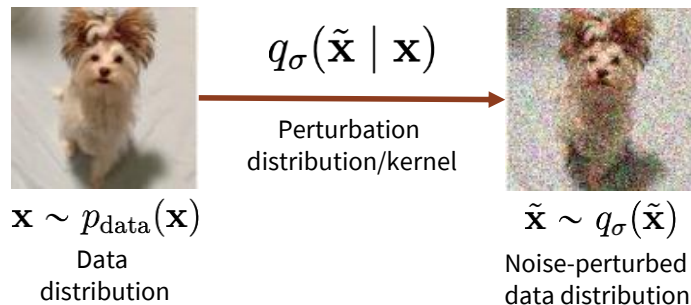 q_σ(x̃ | x)
Perturbation
distribution/kernel
x ∼ p_data(x)
Data
distribution
x̃ ∼ q_σ(x̃)
Noise-perturbed
data distribution